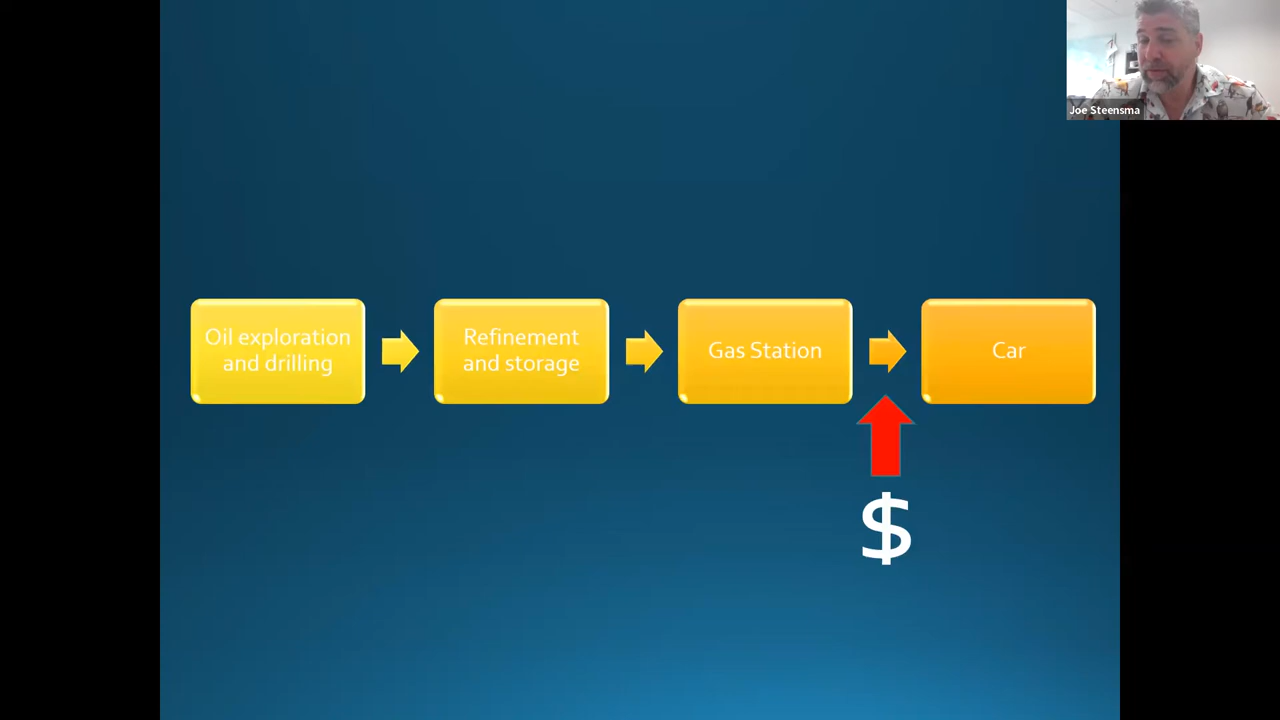 Joe Steensma
Oil exploration
and drilling
Refinement
and storage
Gas Station
Car
$